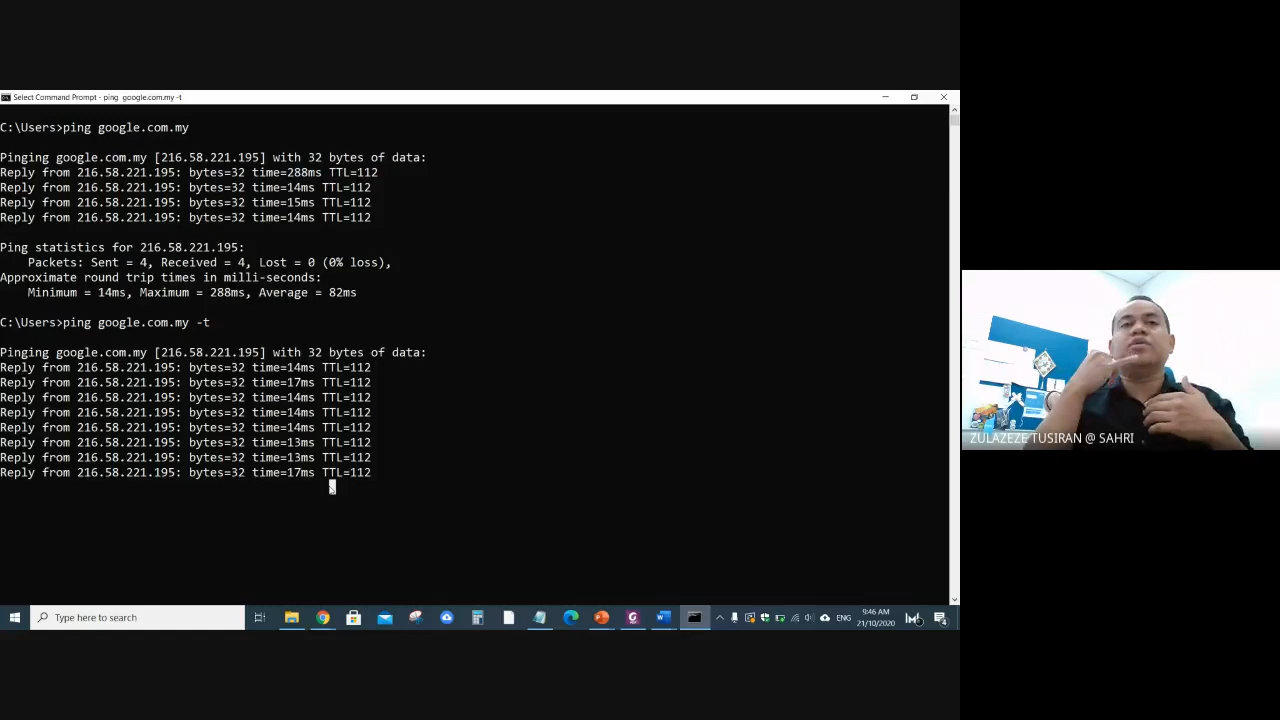 Select Command Prompt - ping google.com.my -t
C:\Users>ping google.com.my
Pinging google.com.my [216.58.221.195] with 32 bytes of data:
Reply from 216.58.221.195: bytes=32 time=288ms TTL=112
Reply from 216.58.221.195: bytes=32 time=14ms TTL=112
Reply from 216.58.221.195: bytes=32 time=15ms TTL=112
Reply from 216.58.221.195: bytes=32 time=14ms TTL=112
Ping statistics for 216.58.221.195:
Packets: Sent = 4, Received = 4, Lost = 0 (0% loss),
Approximate round trip times in milli-seconds:
Minimum = 14ms, Maximum = 288ms, Average = 82ms
C:\Users>ping google.com.my -t
Pinging google.com.my [216.58.221.195] with 32 bytes of data:
Reply from 216.58.221.195: bytes=32 time=14ms TTL=112
Reply from 216.58.221.195: bytes=32 time=17ms TTL=112
Reply from 216.58.221.195: bytes=32 time=14ms TTL=112
Reply from 216.58.221.195: bytes=32 time=14ms TTL=112
Reply from 216.58.221.195: bytes=32 time=14ms TTL=112
Reply from 216.58.221.195: bytes=32 time=13ms TTL=112
Reply from 216.58.221.195: bytes=32 time=13ms TTL=112
Reply from 216.58.221.195: bytes=32 time=17ms TTL=112
ZULAZEZE TUSIRAN @ SAHRI
Type here to search
ENG
9:46 AM
21/10/2020